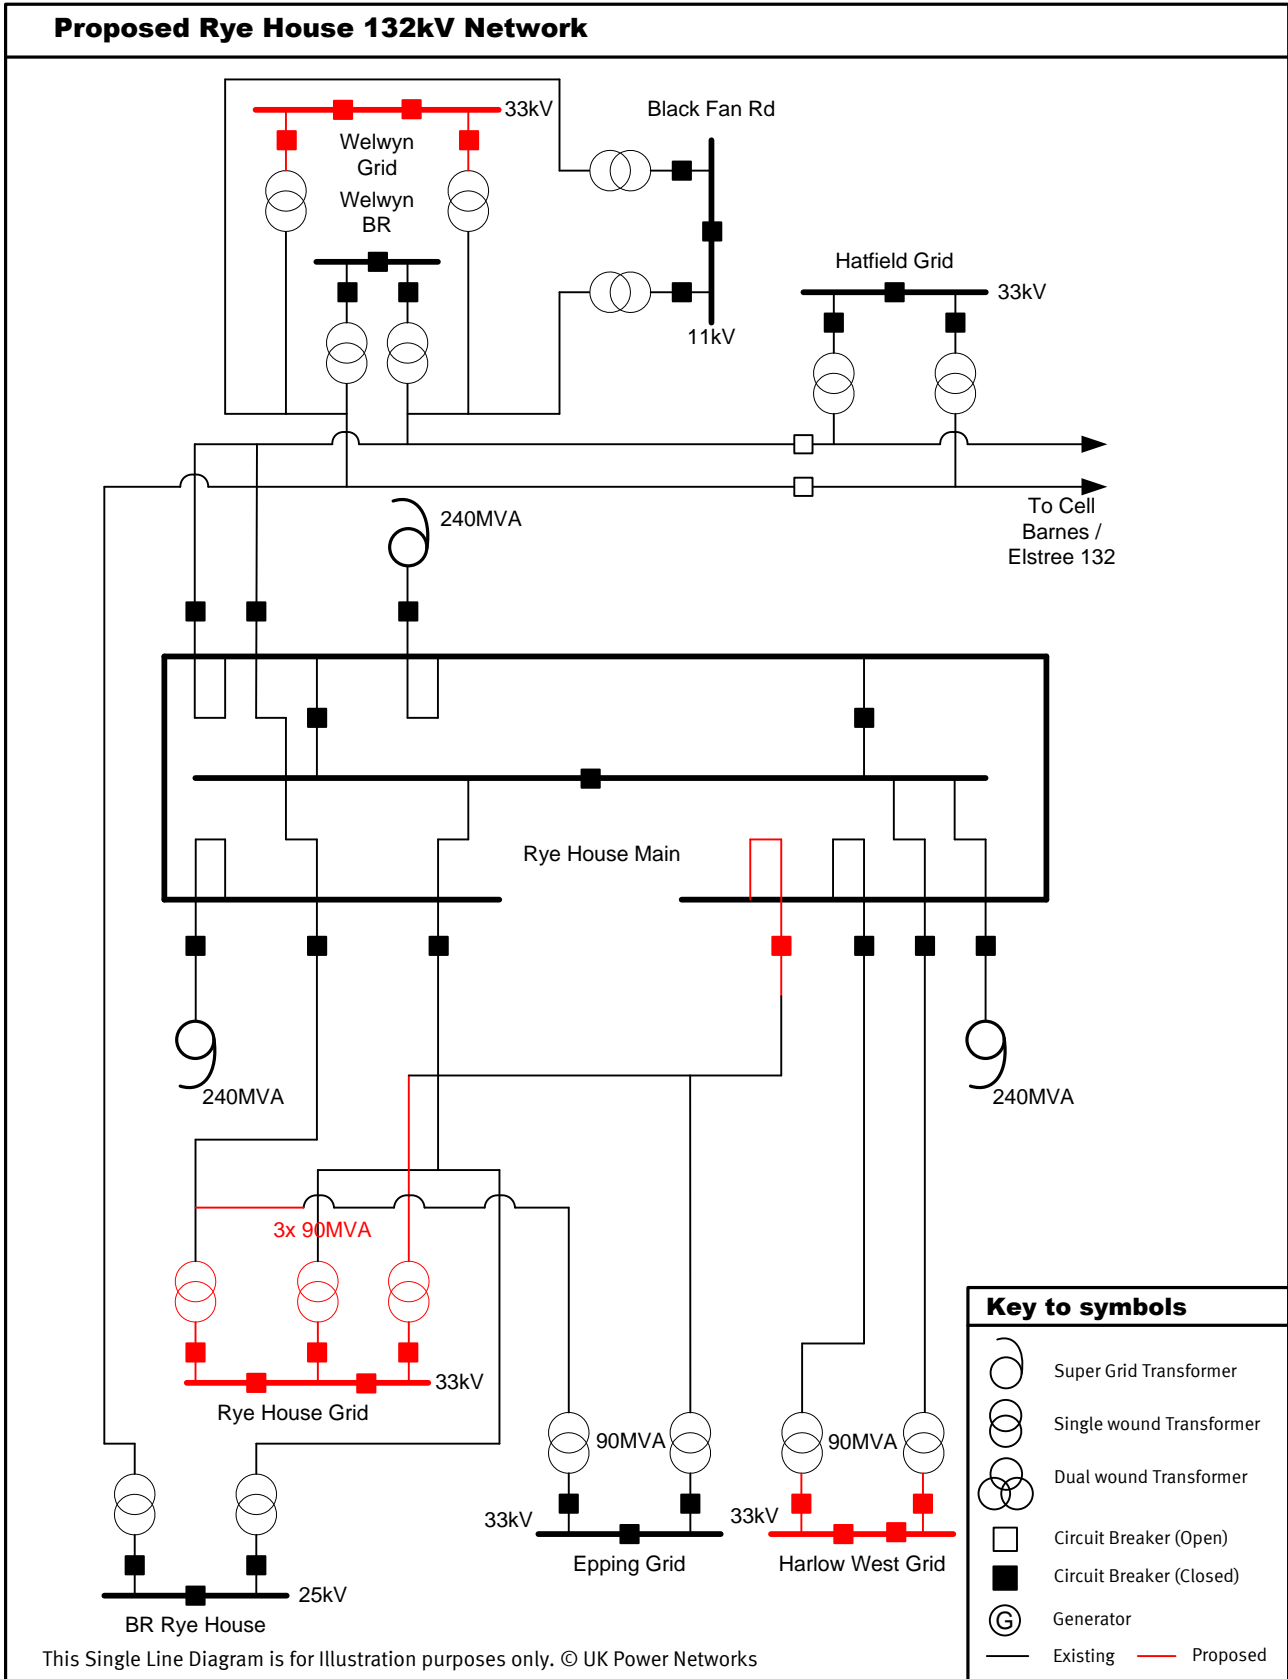 Proposed Rye House 132kV Network
33kV
Black Fan Rd
Welwyn
Grid
Welwyn
BR
Hatfield Grid
33kV
11kV
240MVA
To Cell
Barnes /
Elstree 132
Rye House Main
240MVA
240MVA
3x 90MVA
33kV
Rye House Grid
90MVA
90MVA
33kV
33kV
Epping Grid
Harlow West Grid
25kV
BR Rye House
Key to symbols
Super Grid Transformer
Single wound Transformer
Dual wound Transformer
Circuit Breaker (Open)
Circuit Breaker (Closed)
G
Generator
Existing
Proposed
This Single Line Diagram is for Illustration purposes only. © UK Power Networks